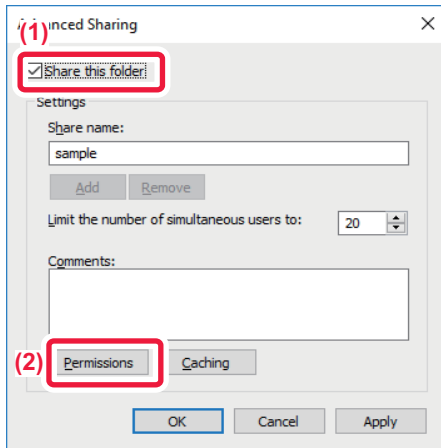 Advanced Sharing
(1)
Share this folder
Settings
Share name:
sample
Add Remove
Limit the number of simultaneous users to: 20
Comments:
(2) Permissions Caching
OK Cancel Apply